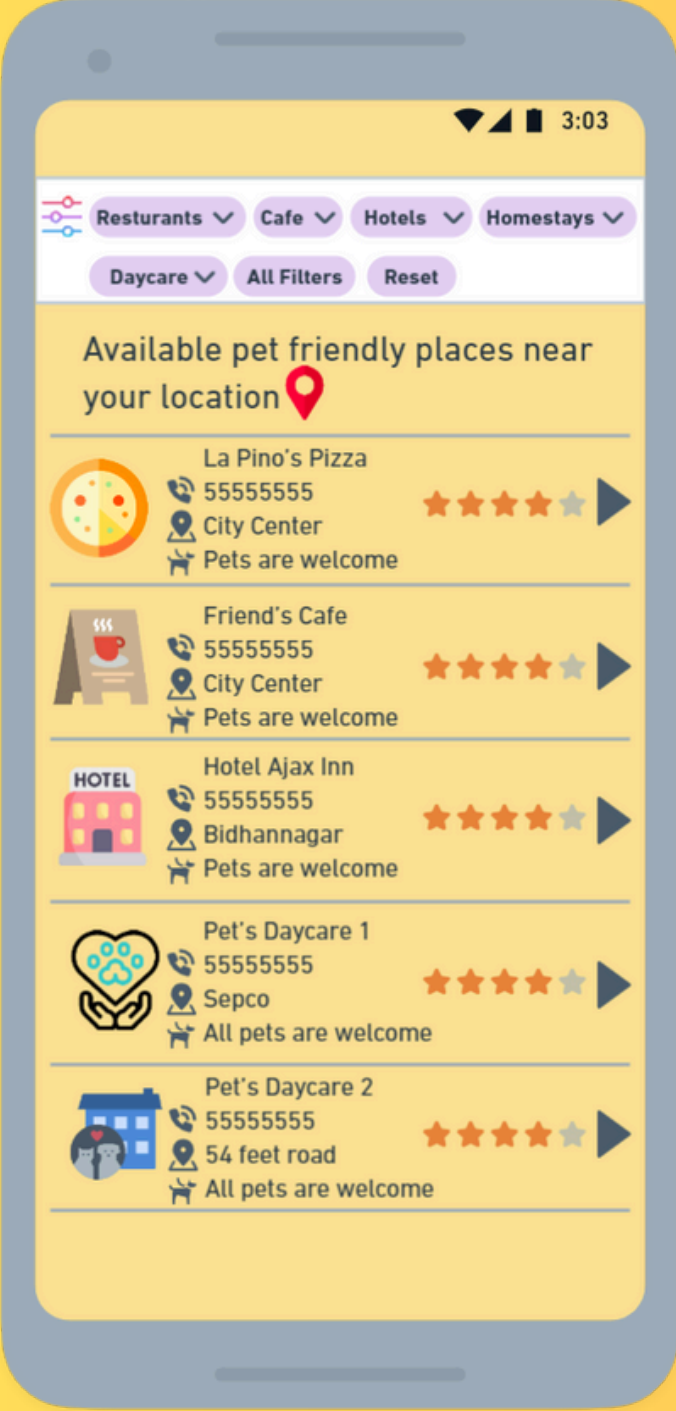 3:03
Resturants Cafe Hotels Homestays
Daycare All Filters Reset
Available pet friendly places near
your location
La Pino's Pizza
55555555
City Center
Pets are welcome
Friend's Cafe
55555555
City Center
Pets are welcome
HOTEL
Hotel Ajax Inn
55555555
Bidhannagar
Pets are welcome
Pet's Daycare 1
55555555
Sepco
All pets are welcome
Pet's Daycare 2
55555555
54 feet road
All pets are welcome